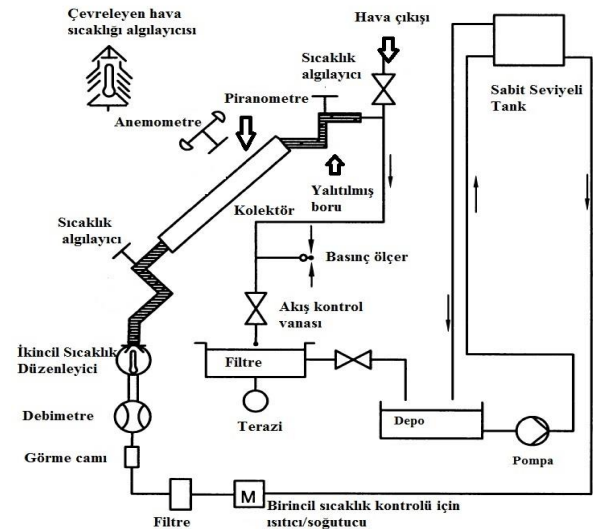 Çevreleyen hava
sıcaklığı algılayıcısı
Hava çıkışı
Sıcaklık
algılayıcı
Piranometre
Anemometre
Sabit Seviyeli
Tank
Yalıtılmış
boru
Kolektör
Sıcaklık
algılayıcı
Basınç ölçer
Akış kontrol
vanası
İkincil Sıcaklık
Düzenleyici
Filtre
Terazi
Depo
Pompa
Debimetre
Görme camı
M
Filtre
Birincil sıcaklık kontrolü için
ısıtıcı/soğutucu